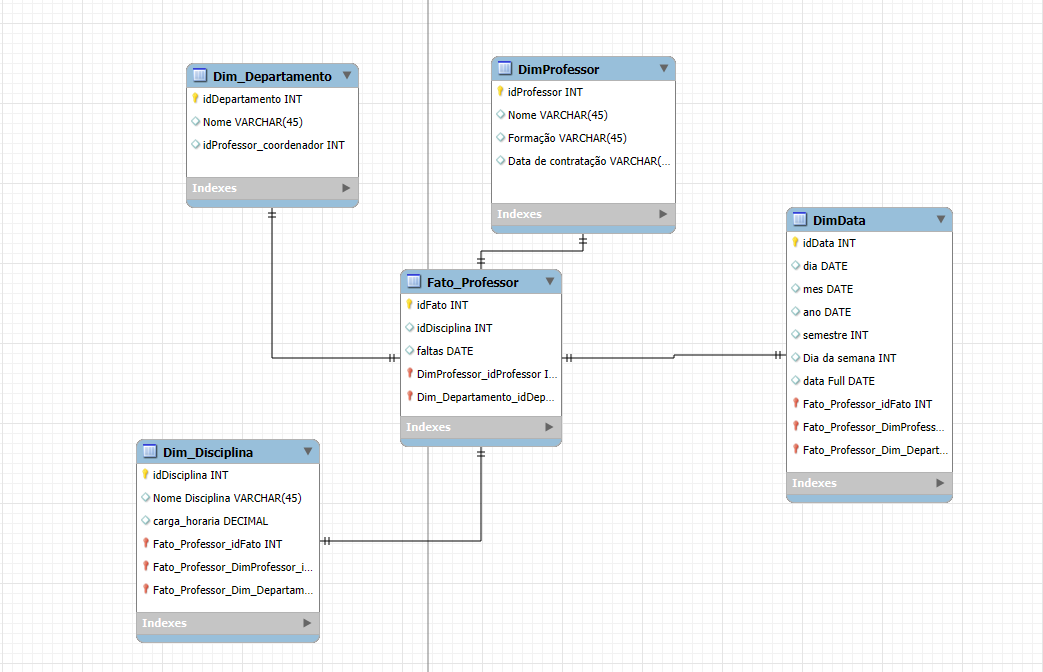 Dim_Departamento
idDepartamento INT
Nome VARCHAR(45)
idProfessor_coordenador INT
Indexes
DimProfessor
idProfessor INT
Nome VARCHAR(45)
Formação VARCHAR(45)
Data de contratação VARCHAR(...
Indexes
DimData
idData INT
dia DATE
mes DATE
ano DATE
semestre INT
Dia da semana INT
data Full DATE
Fato_Professor_idFato INT
Fato_Professor_DimProfess...
Fato_Professor_Dim_Depart...
Indexes
Fato_Professor
idFato INT
idDisciplina INT
faltas DATE
DimProfessor_idProfessor I...
Dim_Departamento_idDep...
Indexes
Dim_Disciplina
idDisciplina INT
Nome Disciplina VARCHAR(45)
carga_horaria DECIMAL
Fato_Professor_idFato INT
Fato_Professor_DimProfessor_i...
Fato_Professor_Dim_Departam...
Indexes